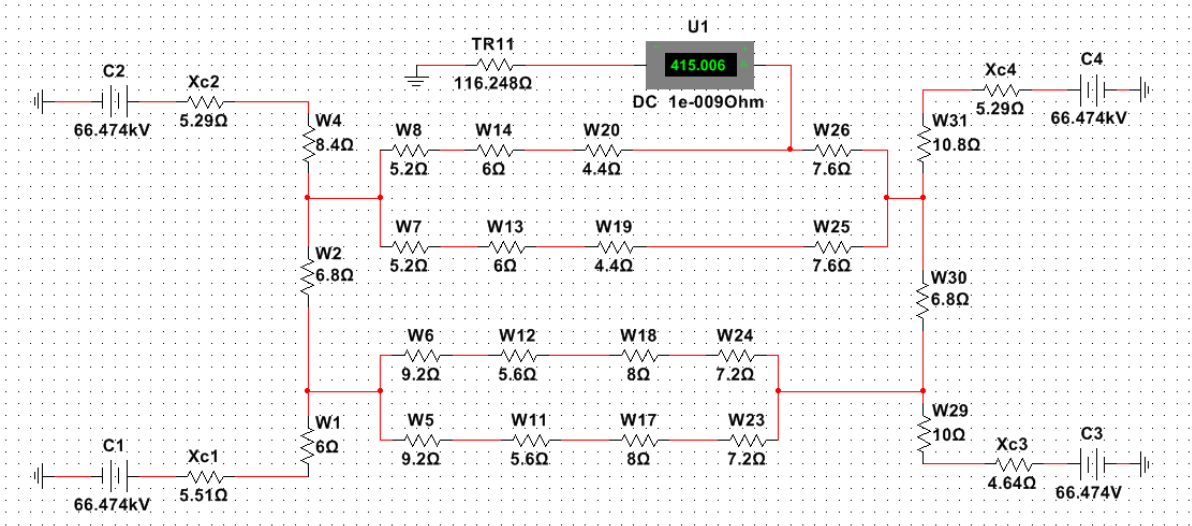 U1
TR11
415.006
116.248Ω
DC 1e-009Ohm
C2
Xc2
66.474kV
5.29Ω
Xc4
C4
5.29Ω
66.474kV
W4
8.4Ω
W8
W14
W20
W26
5.2Ω
6Ω
4.4Ω
7.6Ω
W31
10.8Ω
W7
W13
W19
W25
5.2Ω
6Ω
4.4Ω
7.6Ω
W2
6.8Ω
W30
6.8Ω
W6
W12
W18
W24
9.2Ω
5.6Ω
8Ω
7.2Ω
W1
6Ω
W5
W11
W17
W23
9.2Ω
5.6Ω
8Ω
7.2Ω
W29
10Ω
C1
Xc1
66.474kV
5.51Ω
Xc3
C3
4.64Ω
66.474V